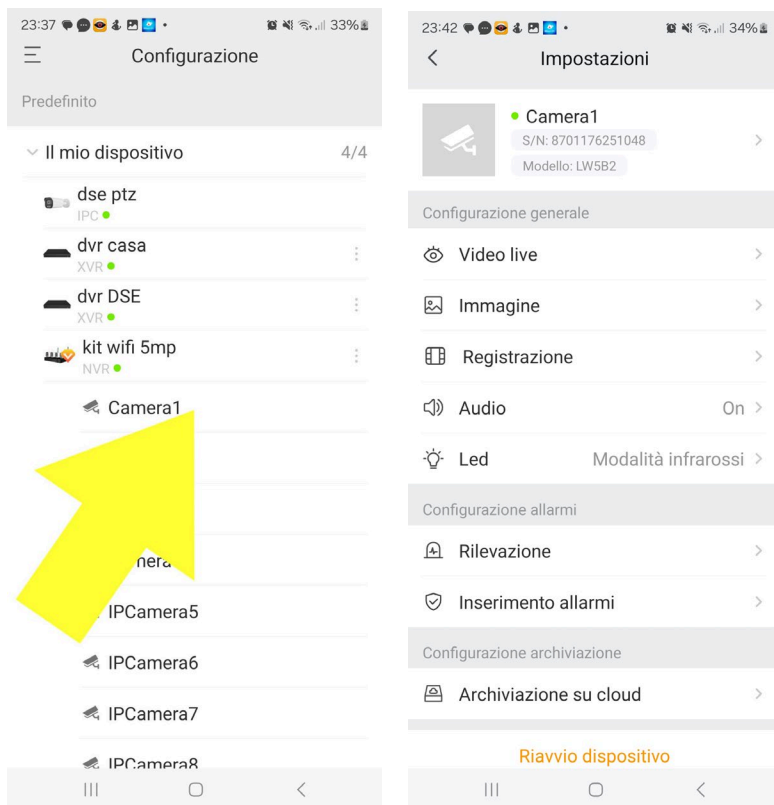 23:37
33%
Configurazione
Predefinito
Il mio dispositivo 4/4
dse ptz
IPC
dvr casa
XVR
dvr DSE
XVR
kit wifi 5mp
NVR
Camera1
IPCamera5
IPCamera6
IPCamera7
IPCamera8
23:42
34%
Impostazioni
Camera1
S/N: 8701176251048
Modello: LW5B2
Configurazione generale
Video live
Immagine
Registrazione
Audio On
Led Modalità infrarossi
Configurazione allarmi
Rilevazione
Inserimento allarmi
Configurazione archiviazione
Archiviazione su cloud
Riavvio dispositivo